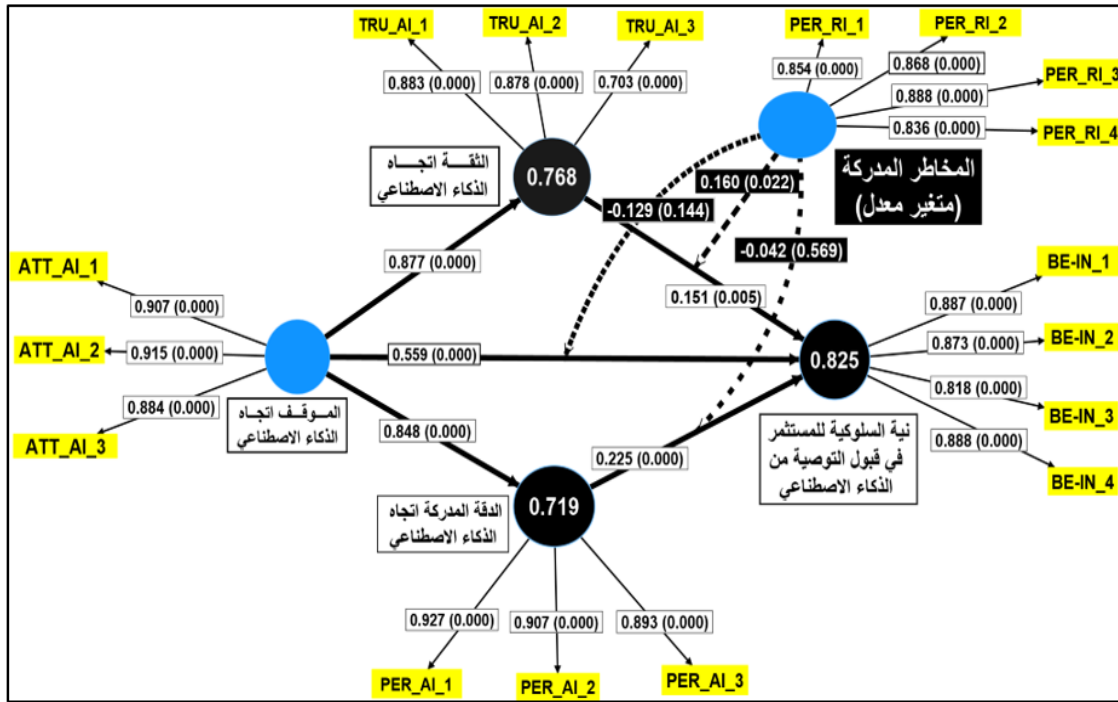 TRU_AI_1
TRU_AI_2
TRU_AI_3
PER_RI_1
PER_RI_2
PER_RI_3
PER_RI_4
0.883 (0.000)
0.878 (0.000)
0.703 (0.000)
0.854 (0.000)
0.868 (0.000)
0.888 (0.000)
0.836 (0.000)
الثقة اتجاه
الذكاء الاصطناعي
0.768
المخاطر المدركة
(متغير معدل)
0.160 (0.022)
-0.129 (0.144)
-0.042 (0.569)
0.877 (0.000)
0.151 (0.005)
ATT_AI_1
ATT_AI_2
ATT_AI_3
0.907 (0.000)
0.915 (0.000)
0.884 (0.000)
الموقف اتجاه
الذكاء الاصطناعي
0.559 (0.000)
0.848 (0.000)
0.225 (0.000)
0.825
BE-IN_1
BE-IN_2
BE-IN_3
BE-IN_4
0.887 (0.000)
0.873 (0.000)
0.818 (0.000)
0.888 (0.000)
نية السلوكية للمستثمر
في قبول التوصية من
الذكاء الاصطناعي
الدقة المدركة اتجاه
الذكاء الاصطناعي
0.719
0.927 (0.000)
0.907 (0.000)
0.893 (0.000)
PER_AI_1
PER_AI_2
PER_AI_3